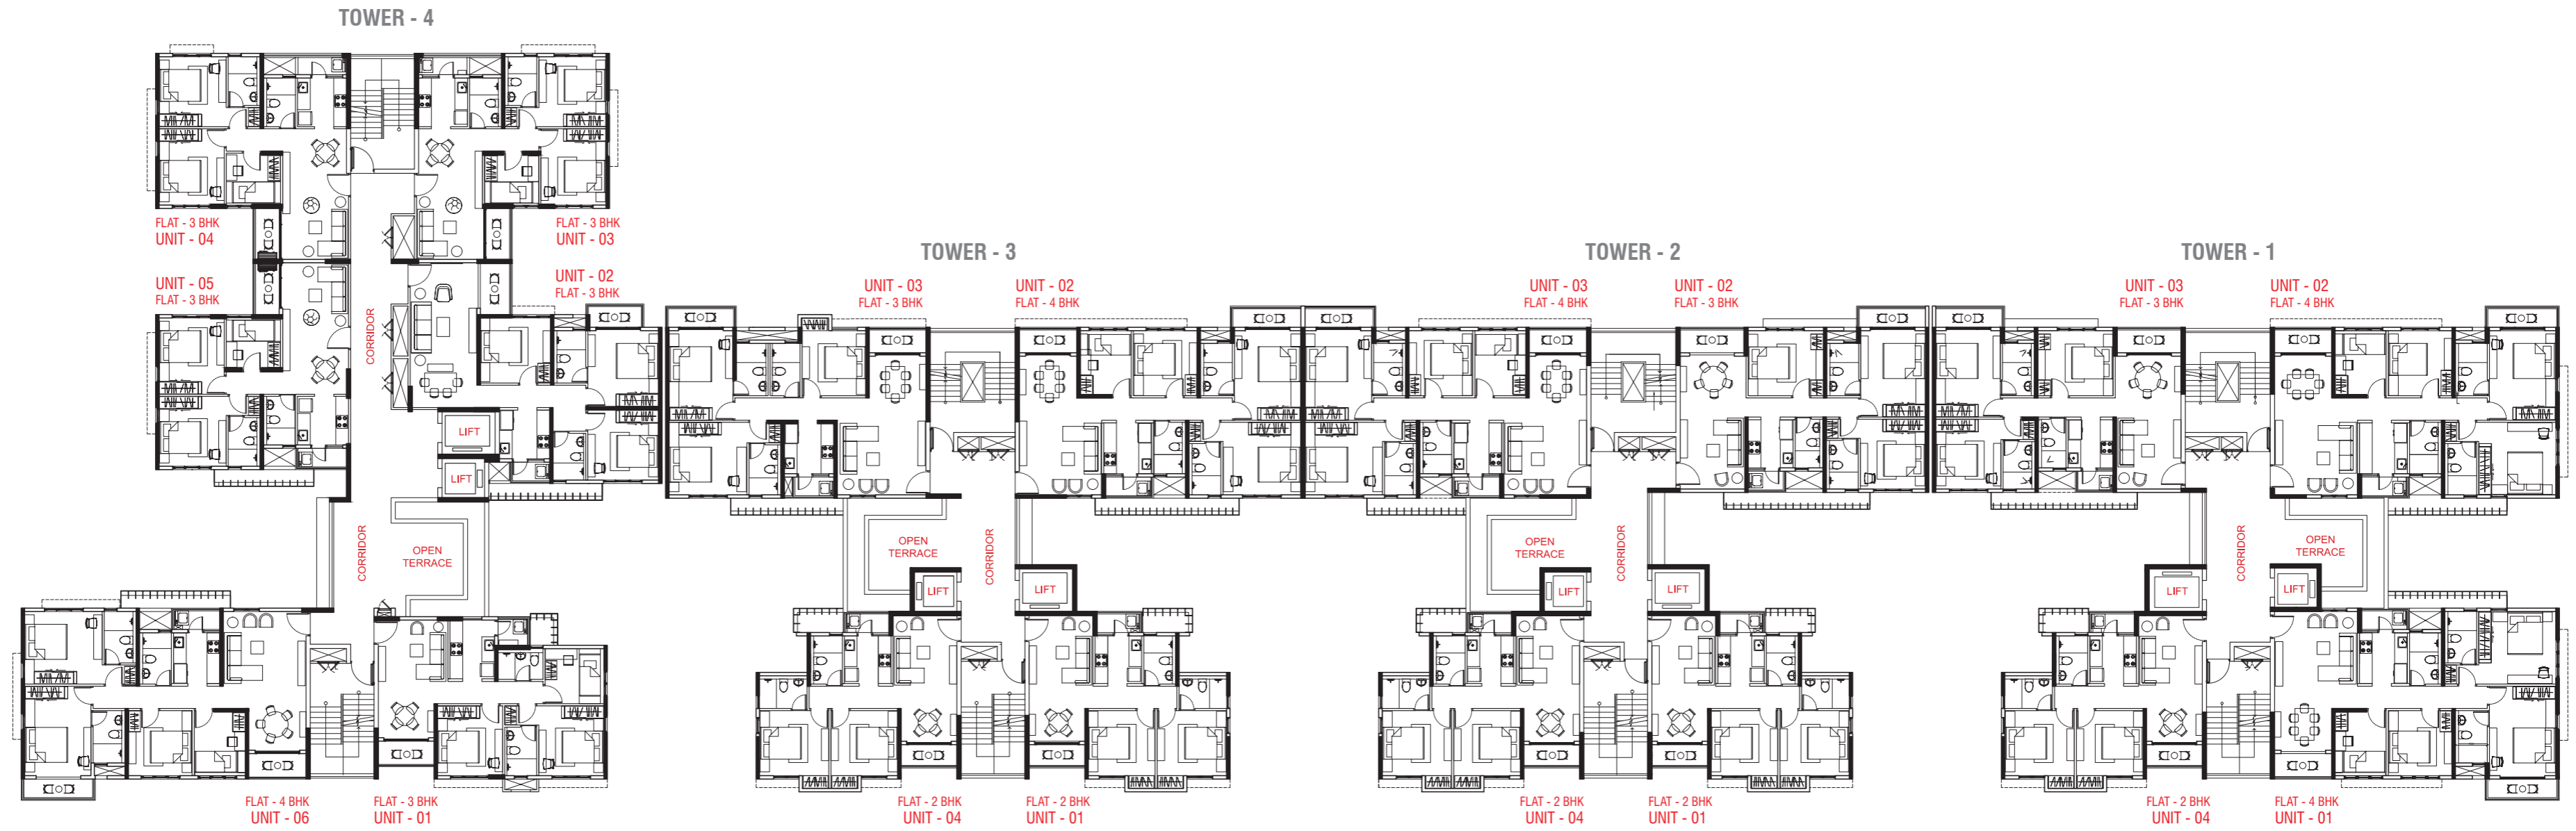 TOWER - 4
FLAT - 3 BHK
UNIT - 04
FLAT - 3 BHK
UNIT - 03
UNIT - 05
FLAT - 3 BHK
UNIT - 02
FLAT - 3 BHK
CORRIDOR
LIFT
LIFT
CORRIDOR
OPEN
TERRACE
FLAT - 4 BHK
UNIT - 06
FLAT - 3 BHK
UNIT - 01
TOWER - 3
UNIT - 03
FLAT - 3 BHK
UNIT - 02
FLAT - 4 BHK
OPEN
TERRACE
CORRIDOR
LIFT
LIFT
FLAT - 2 BHK
UNIT - 04
FLAT - 2 BHK
UNIT - 01
TOWER - 2
UNIT - 03
FLAT - 4 BHK
UNIT - 02
FLAT - 3 BHK
OPEN
TERRACE
CORRIDOR
LIFT
LIFT
FLAT - 2 BHK
UNIT - 04
FLAT - 2 BHK
UNIT - 01
TOWER - 1
UNIT - 03
FLAT - 3 BHK
UNIT - 02
FLAT - 4 BHK
CORRIDOR
OPEN
TERRACE
LIFT
LIFT
FLAT - 2 BHK
UNIT - 04
FLAT - 4 BHK
UNIT - 01